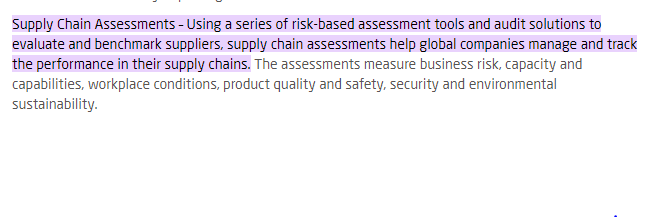 Supply Chain Assessments – Using a series of risk-based assessment tools and audit solutions to
evaluate and benchmark suppliers, supply chain assessments help global companies manage and track
the performance in their supply chains. The assessments measure business risk, capacity and
capabilities, workplace conditions, product quality and safety, security and environmental
sustainability.